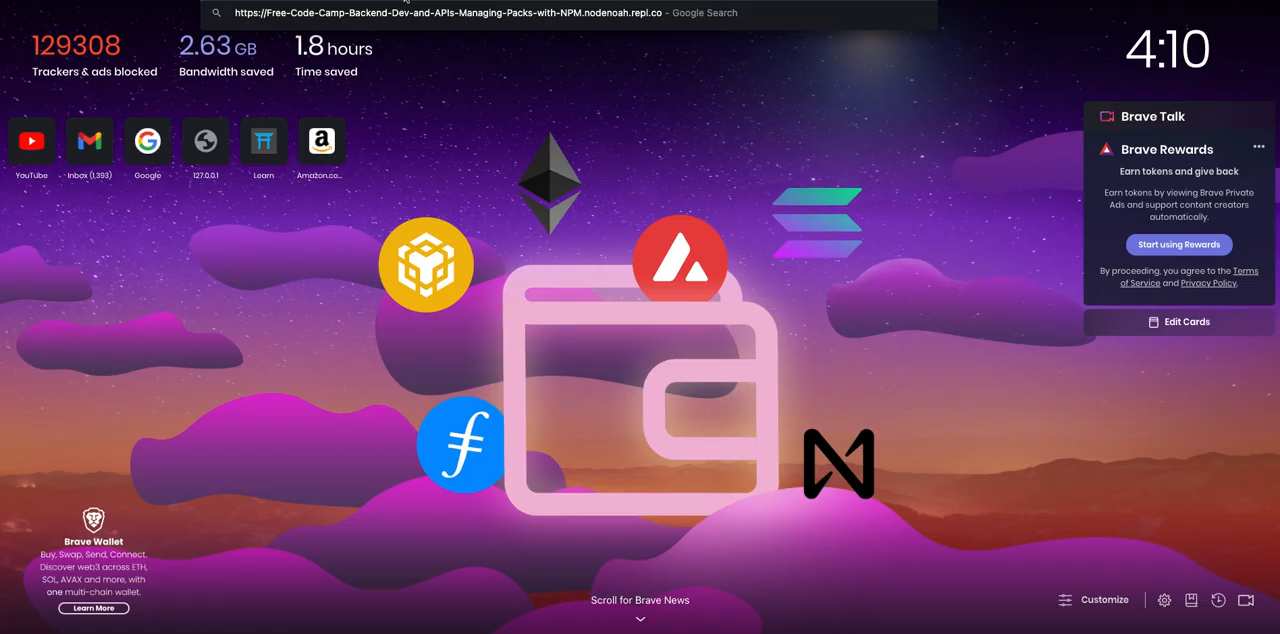 https://Free-Code-Camp-Backend-Dev-and-APIs-Managing-Packs-with-NPM.nodenoah.repl.co - Google Search
129308
Trackers & ads blocked
2.63 GB
Bandwidth saved
1.8 hours
Time saved
4:10
YouTube
Inbox (1,393)
Google
127.0.0.1
Learn
Amazon.co...
Brave Talk
Brave Rewards
Earn tokens and give back
Earn tokens by viewing Brave Private
Ads and support content creators
automatically.
Start using Rewards
By proceeding, you agree to the Terms
of Service and Privacy Policy.
Edit Cards
Brave Wallet
Buy, Swap, Send, Connect.
Discover web3 across ETH,
SOL, AVAX and more, with
one multi-chain wallet.
Learn More
Scroll for Brave News
Customize